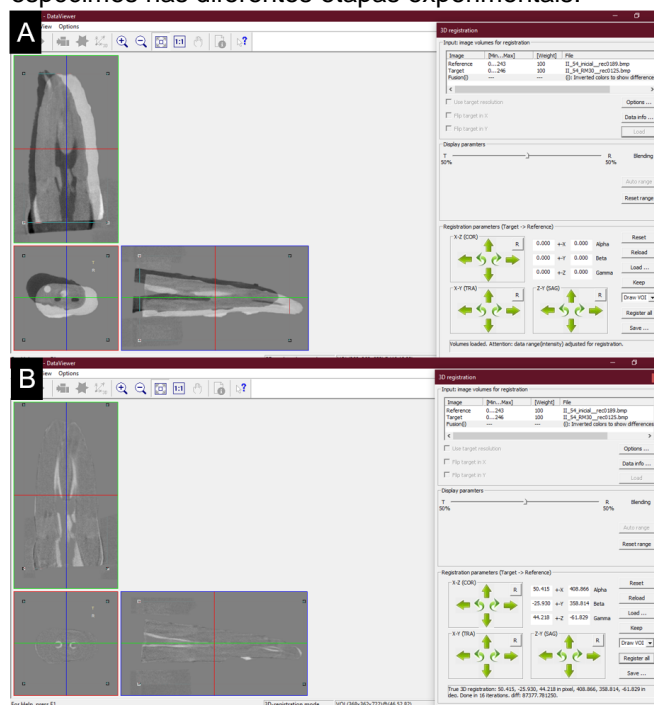 espécimes nas diferentes etapas experimentais.
A
- DataViewer
View Options
1:1
3D registration
Input: image volumes for registration
Image [Min...Max] [Weight] File
Reference 0...243 100 II_54_inicial__rec0189.bmp
Target 0...246 100 II_54_RM30__rec0125.bmp
Fusion() --- --- (): Inverted colors to show difference
Use target resolution
Flip target in X
Flip target in Y
Options ...
Data info ...
Load
Display paramters
T R Blending
50% 50%
Auto range
Reset range
Registration parameters (Target -> Reference)
X-Z (COR)
R
0.000 +-X 0.000 Alpha
0.000 +-Y 0.000 Beta
0.000 +-Z 0.000 Gamma
Reset
Reload
Load ...
Keep
X-Y (TRA)
R
Z-Y (SAG)
R
Draw VOI
Register all
Save ...
Volumes loaded. Attention: data range(intensity) adjusted for registration.
B
- DataViewer
View Options
1:1
3D registration
Input: image volumes for registration
Image [Min...Max] [Weight] File
Reference 0...243 100 II_54_inicial__rec0189.bmp
Target 0...246 100 II_54_RM30__rec0125.bmp
Fusion() --- --- (): Inverted colors to show differences
Use target resolution
Flip target in X
Flip target in Y
Options ...
Data info ...
Load
Display paramters
T R Blending
50% 50%
Auto range
Reset range
Registration parameters (Target -> Reference)
X-Z (COR)
R
50.415 +-X 408.866 Alpha
-25.930 +-Y 358.814 Beta
44.218 +-Z -61.829 Gamma
Reset
Reload
Load ...
Keep
X-Y (TRA)
R
Z-Y (SAG)
R
Draw VOI
Register all
Save ...
True 3D registration: 50.415, -25.930, 44.218 in pixel, 408.866, 358.814, -61.829 in
ideo. Done in 16 iterations. diff: 87377.781250.
For Help, press F1
3D-registration mode